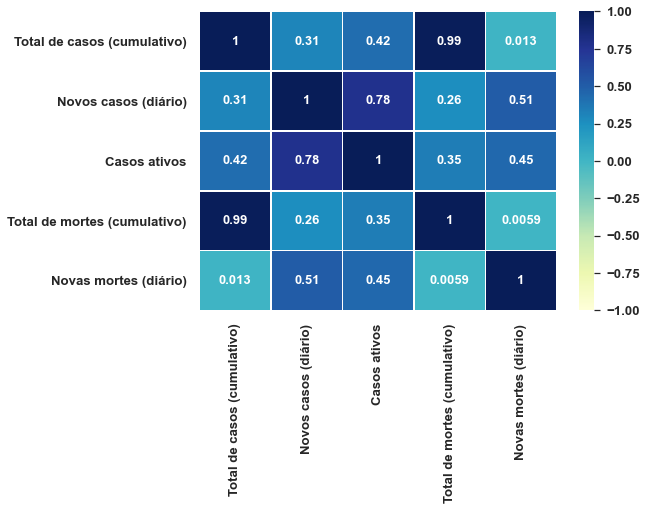 Total de casos (cumulativo) 1 0.31 0.42 0.99 0.013
Novos casos (diário) 0.31 1 0.78 0.26 0.51
Casos ativos 0.42 0.78 1 0.35 0.45
Total de mortes (cumulativo) 0.99 0.26 0.35 1 0.0059
Novas mortes (diário) 0.013 0.51 0.45 0.0059 1
Total de casos (cumulativo)
Novos casos (diário)
Casos ativos
Total de mortes (cumulativo)
Novas mortes (diário)
1.00
0.75
0.50
0.25
0.00
−0.25
−0.50
−0.75
−1.00